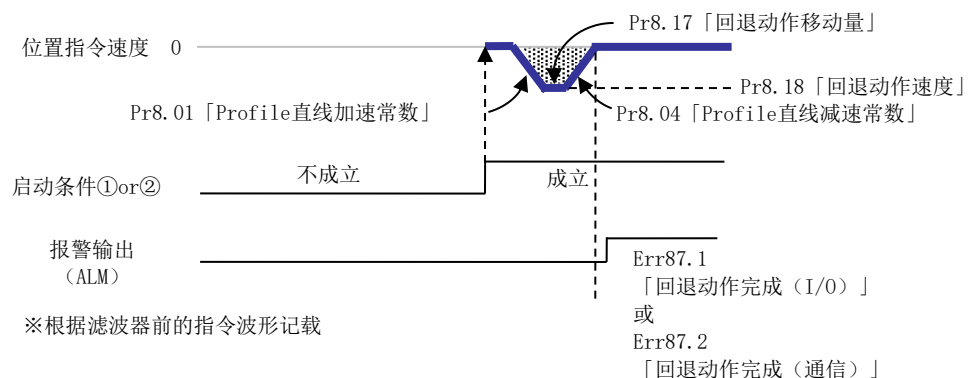 Pr8.17「回退动作移动量」
位置指令速度 0
Pr8.18「回退动作速度」
Pr8.01「Profile直线加速常数」
Pr8.04「Profile直线减速常数」
不成立
成立
启动条件①or②
报警输出
（ALM）
Err87.1
「回退动作完成（I/O）」
或
Err87.2
「回退动作完成（通信）」
※根据滤波器前的指令波形记载